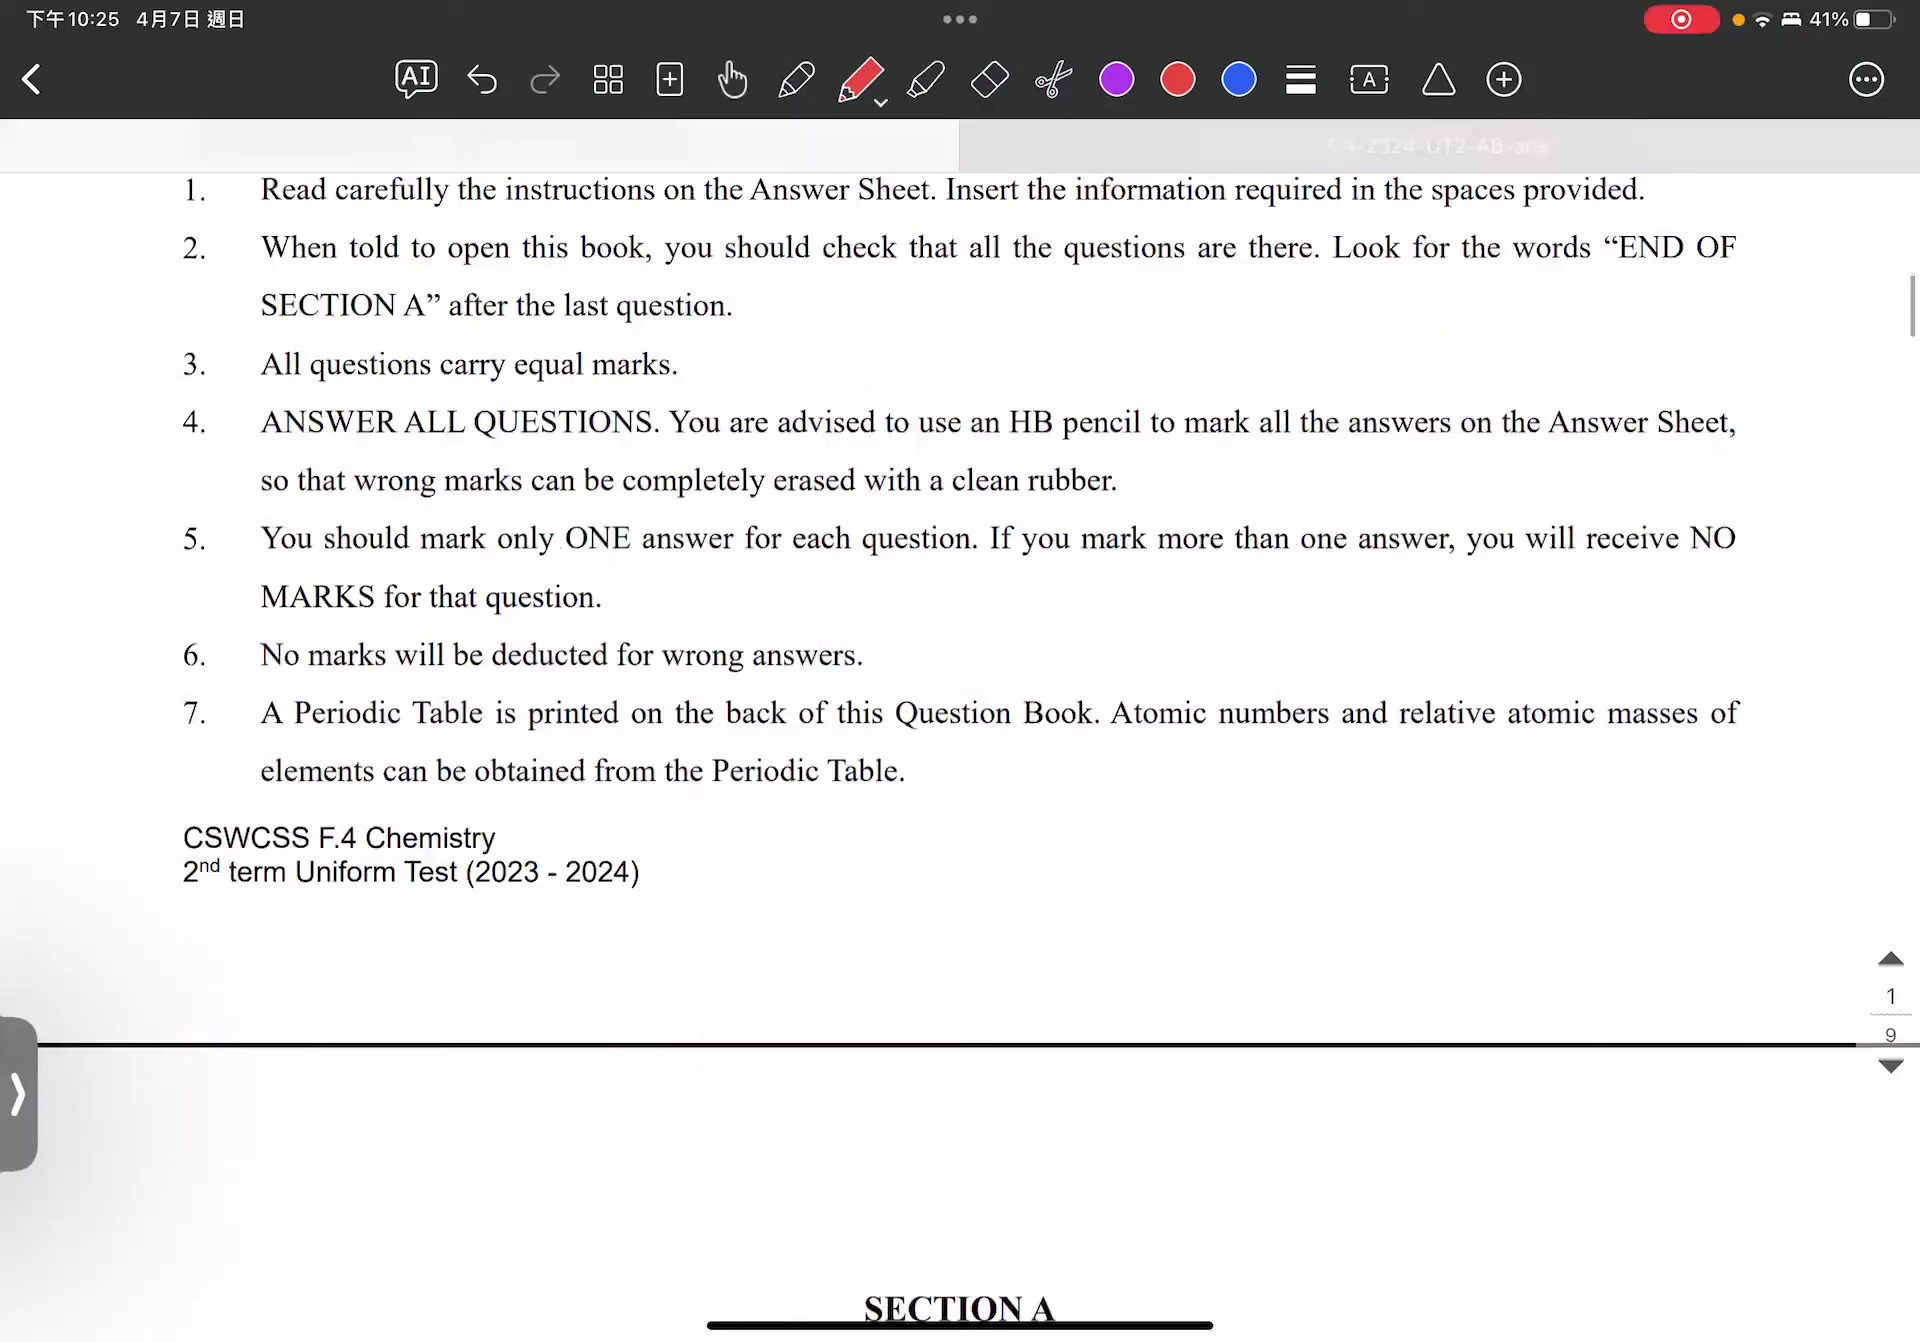 下午10:25 4月7日 週日
41%
AI
A
F.4-2324-UT2-AB-ans
1. Read carefully the instructions on the Answer Sheet. Insert the information required in the spaces provided.
2. When told to open this book, you should check that all the questions are there. Look for the words “END OF
SECTION A” after the last question.
3. All questions carry equal marks.
4. ANSWER ALL QUESTIONS. You are advised to use an HB pencil to mark all the answers on the Answer Sheet,
so that wrong marks can be completely erased with a clean rubber.
5. You should mark only ONE answer for each question. If you mark more than one answer, you will receive NO
MARKS for that question.
6. No marks will be deducted for wrong answers.
7. A Periodic Table is printed on the back of this Question Book. Atomic numbers and relative atomic masses of
elements can be obtained from the Periodic Table.
CSWCSS F.4 Chemistry
2nd term Uniform Test (2023 - 2024)
1
9
SECTION A